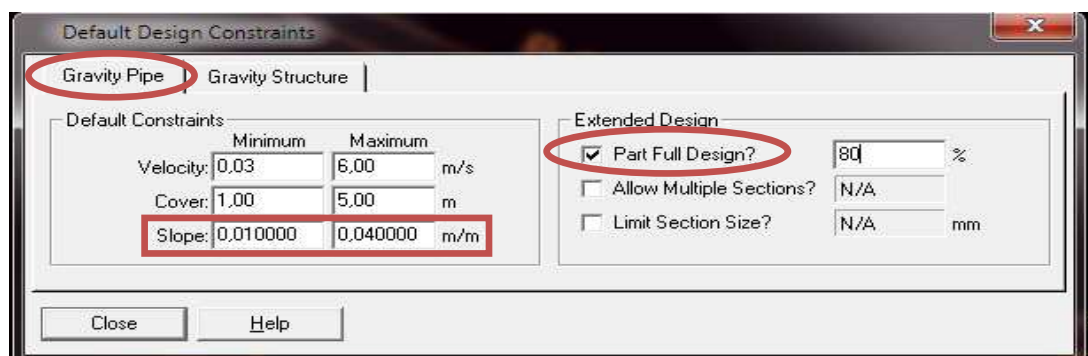 Default Design Constraints
Gravity Pipe Gravity Structure
Default Constraints
Minimum Maximum
Velocity: 0,03 6,00 m/s
Cover: 1,00 5,00 m
Slope: 0,010000 0,040000 m/m
Extended Design
Part Full Design? 80 %
Allow Multiple Sections? N/A
Limit Section Size? N/A mm
Close Help